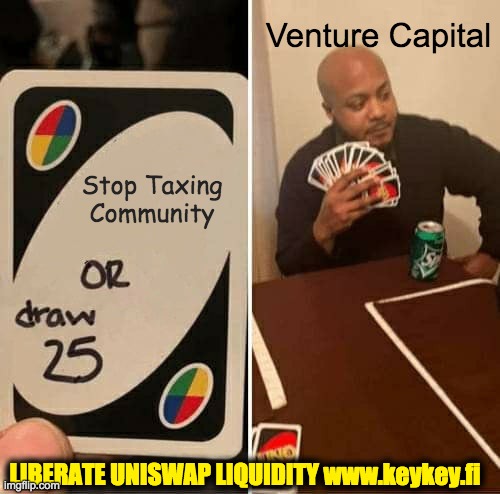 Venture Capital
Stop Taxing
Community
OR
draw
25
LIBERATE UNISWAP LIQUIDITY www.keykey.fi
imgflip.com